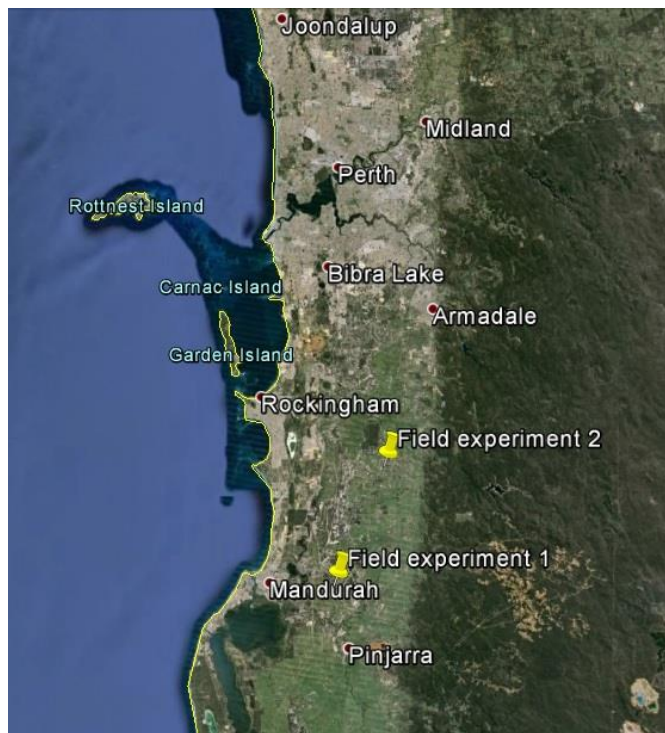 Joondalup
Midland
Perth
Rottnest Island
Bibra Lake
Carnac Island
Armadale
Garden Island
Rockingham
Field experiment 2
Field experiment 1
Mandurah
Pinjarra